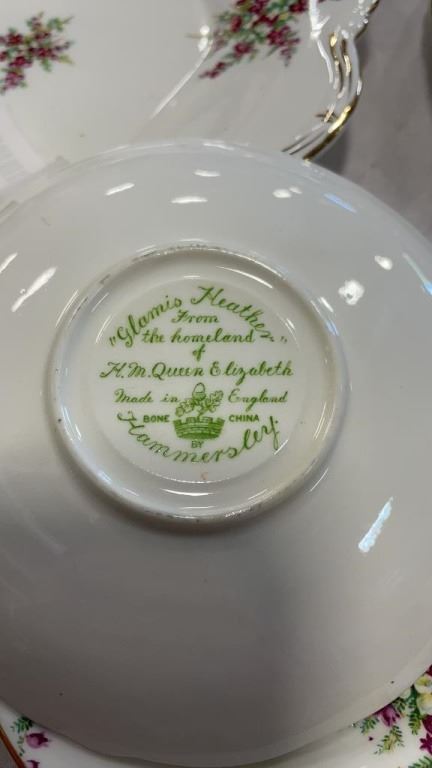 "Glamis Heather"
From
the homeland
of
H.M. Queen Elizabeth
Made in England
BONE CHINA
BY
Hammersley